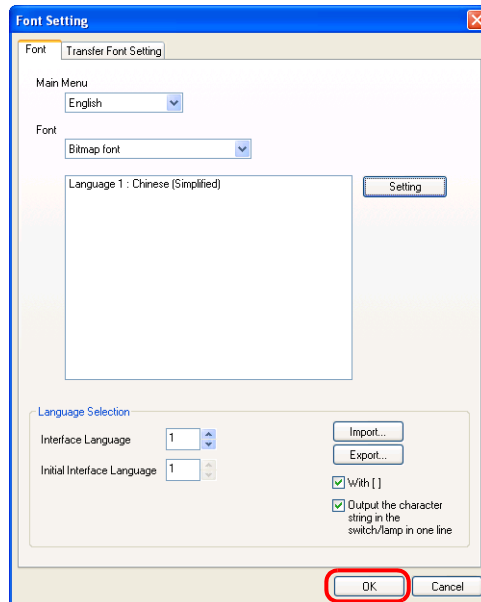 Font Setting
Font
Transfer Font Setting
Main Menu
English
Font
Bitmap font
Language 1 : Chinese (Simplified)
Setting
Language Selection
Interface Language
1
Initial Interface Language
1
Import...
Export...
With [ ]
Output the character
string in the
switch/lamp in one line
OK
Cancel